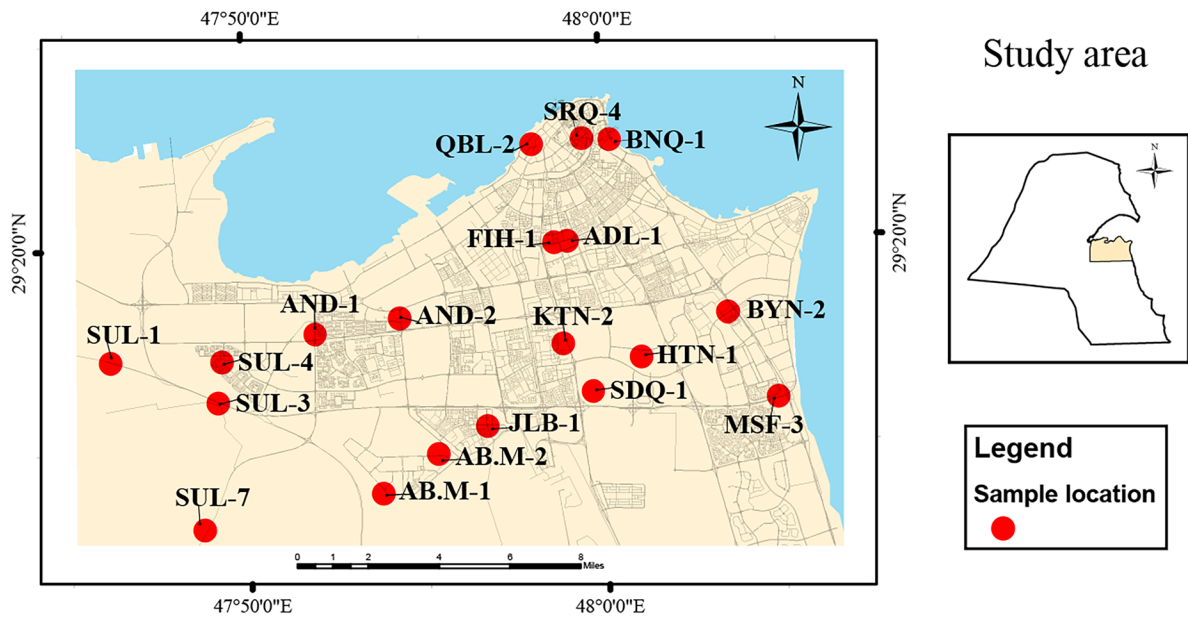 47°50'0"E
48°0'0"E
Study area
N
SRQ-4
QBL-2
BNQ-1
N
29°20'0"N
29°20'0"N
FIH-1
ADL-1
AND-1
AND-2
KTN-2
BYN-2
SUL-1
SUL-4
HTN-1
SUL-3
SDQ-1
JLB-1
MSF-3
AB.M-2
AB.M-1
SUL-7
Legend
Sample location
0 1 2 4 6 8
Miles
47°50'0"E
48°0'0"E